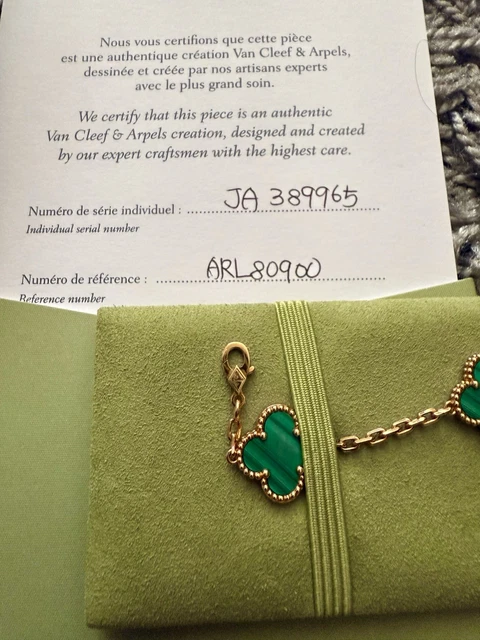 Nous vous certifions que cette pièce
est une authentique création Van Cleef & Arpels,
dessinée et créée par nos artisans experts
avec le plus grand soin.
We certify that this piece is an authentic
Van Cleef & Arpels creation, designed and created
by our expert craftsmen with the highest care.
Numéro de série individuel : JA 389965
Individual serial number
Numéro de référence : ARL80900
Reference number